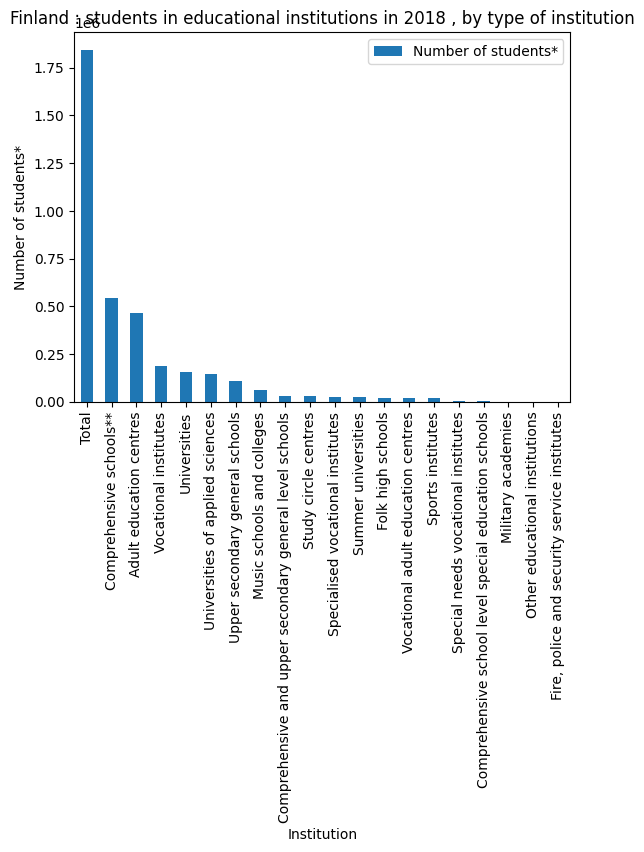 Finland : students in educational institutions in 2018 , by type of institution
1e6
Number of students*
1.75
1.50
1.25
1.00
0.75
0.50
0.25
0.00
Number of students*
Total
Comprehensive schools**
Adult education centres
Vocational institutes
Universities
Universities of applied sciences
Upper secondary general schools
Music schools and colleges
Comprehensive and upper secondary general level schools
Study circle centres
Specialised vocational institutes
Summer universities
Folk high schools
Vocational adult education centres
Sports institutes
Special needs vocational institutes
Comprehensive school level special education schools
Military academies
Other educational institutions
Fire, police and security service institutes
Institution